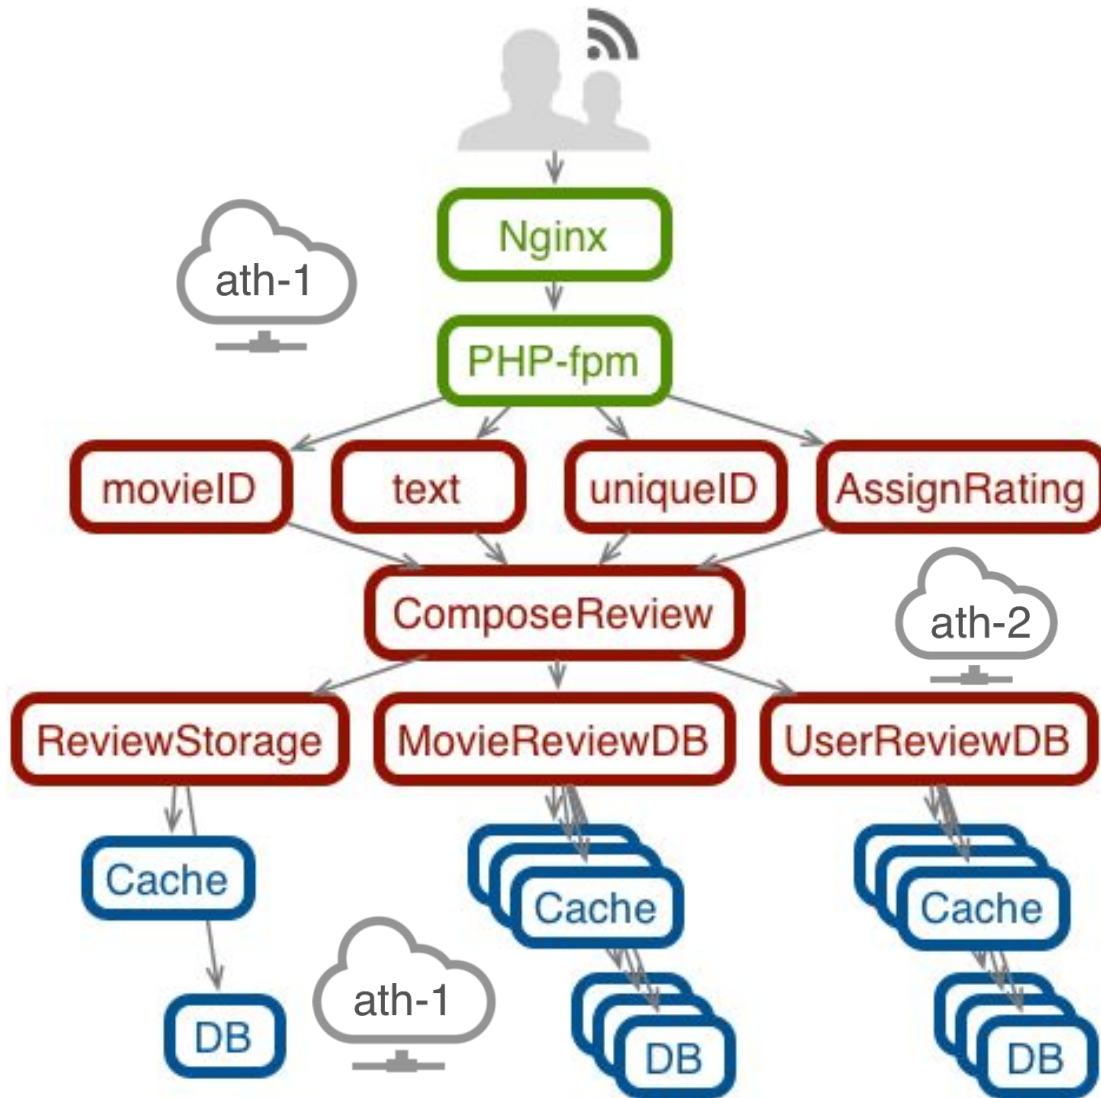 Nginx
ath-1
PHP-fpm
movieID
text
uniqueID
AssignRating
ComposeReview
ath-2
ReviewStorage
MovieReviewDB
UserReviewDB
Cache
Cache
Cache
ath-1
DB
DB
DB